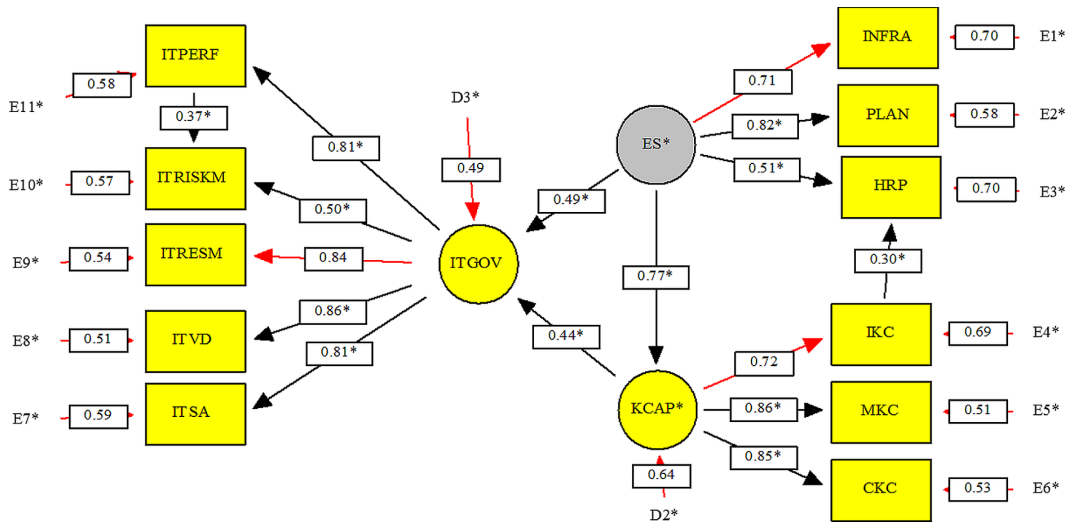 ITPERF
E11*
0.58
0.37*
ITRISKM
E10*
0.57
ITRESM
E9*
0.54
ITVD
E8*
0.51
ITSA
E7*
0.59
0.81*
0.50*
0.84
0.86*
0.81*
D3*
0.49
ITGOV
0.49*
0.44*
ES*
0.77*
KCAP*
0.64
D2*
0.71
0.82*
0.51*
INFRA
0.70
E1*
PLAN
0.58
E2*
HRP
0.70
E3*
0.30*
0.72
0.86*
0.85*
IKC
0.69
E4*
MKC
0.51
E5*
CKC
0.53
E6*